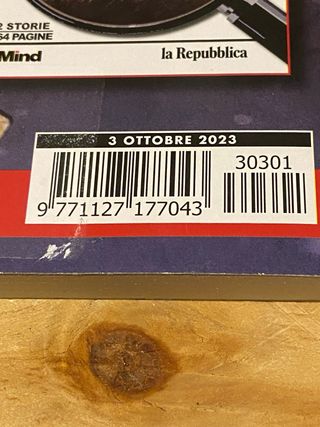 2 STORIE
64 PAGINE
Mind
la Repubblica
3 OTTOBRE 2023
30301
9 771127 177043